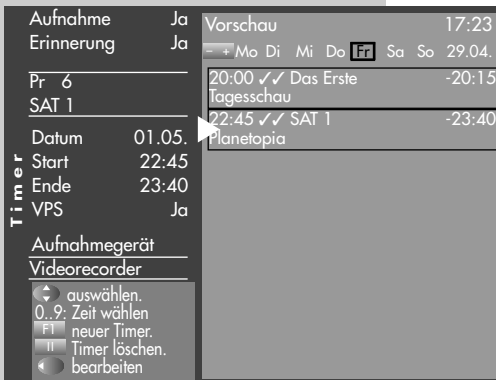 Timer
Aufnahme Ja
Erinnerung Ja
Pr 6
SAT 1
Datum 01.05.
Start 22:45
Ende 23:40
VPS Ja
Aufnahmegerät
Videorecorder
auswählen.
0..9: Zeit wählen
F1 neuer Timer.
II Timer löschen.
bearbeiten
Vorschau 17:23
- + Mo Di Mi Do Fr Sa So 29.04.
20:00 ✓✓ Das Erste -20:15
Tagesschau
22:45 ✓✓ SAT 1 -23:40
Planetopia